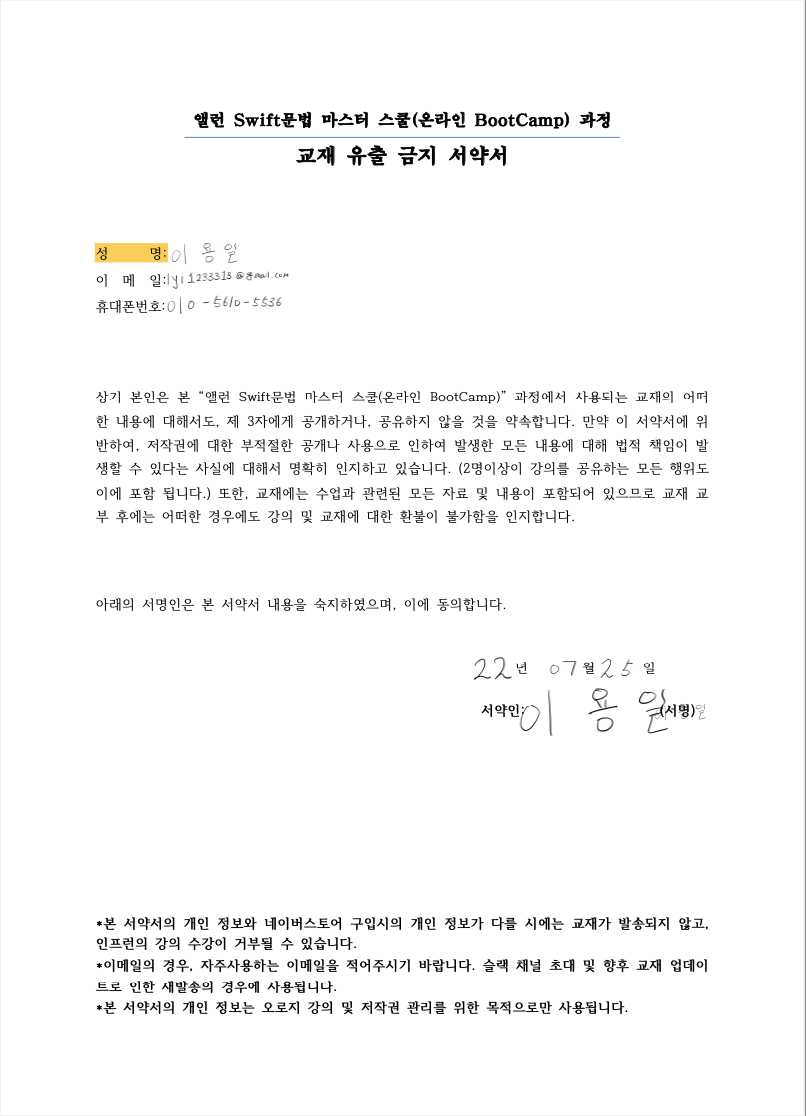 앨런 Swift문법 마스터 스쿨(온라인 BootCamp) 과정
교재 유출 금지 서약서
성 명: 이 용 일
이 메 일: lyi1233313@gmail.com
휴대폰번호: 010-5610-5536
상기 본인은 본 “앨런 Swift문법 마스터 스쿨(온라인 BootCamp)” 과정에서 사용되는 교재의 어떠
한 내용에 대해서도, 제 3자에게 공개하거나, 공유하지 않을 것을 약속합니다. 만약 이 서약서에 위
반하여, 저작권에 대한 부적절한 공개나 사용으로 인하여 발생한 모든 내용에 대해 법적 책임이 발
생할 수 있다는 사실에 대해서 명확히 인지하고 있습니다. (2명이상이 강의를 공유하는 모든 행위도
이에 포함 됩니다.) 또한, 교재에는 수업과 관련된 모든 자료 및 내용이 포함되어 있으므로 교재 교
부 후에는 어떠한 경우에도 강의 및 교재에 대한 환불이 불가함을 인지합니다.
아래의 서명인은 본 서약서 내용을 숙지하였으며, 이에 동의합니다.
22년 07월 25 일
서약인: 이 용 일 (서명)
*본 서약서의 개인 정보와 네이버스토어 구입시의 개인 정보가 다를 시에는 교재가 발송되지 않고,
인프런의 강의 수강이 거부될 수 있습니다.
*이메일의 경우, 자주사용하는 이메일을 적어주시기 바랍니다. 슬랙 채널 초대 및 향후 교재 업데이
트로 인한 재발송의 경우에 사용됩니다.
*본 서약서의 개인 정보는 오로지 강의 및 저작권 관리를 위한 목적으로만 사용됩니다.